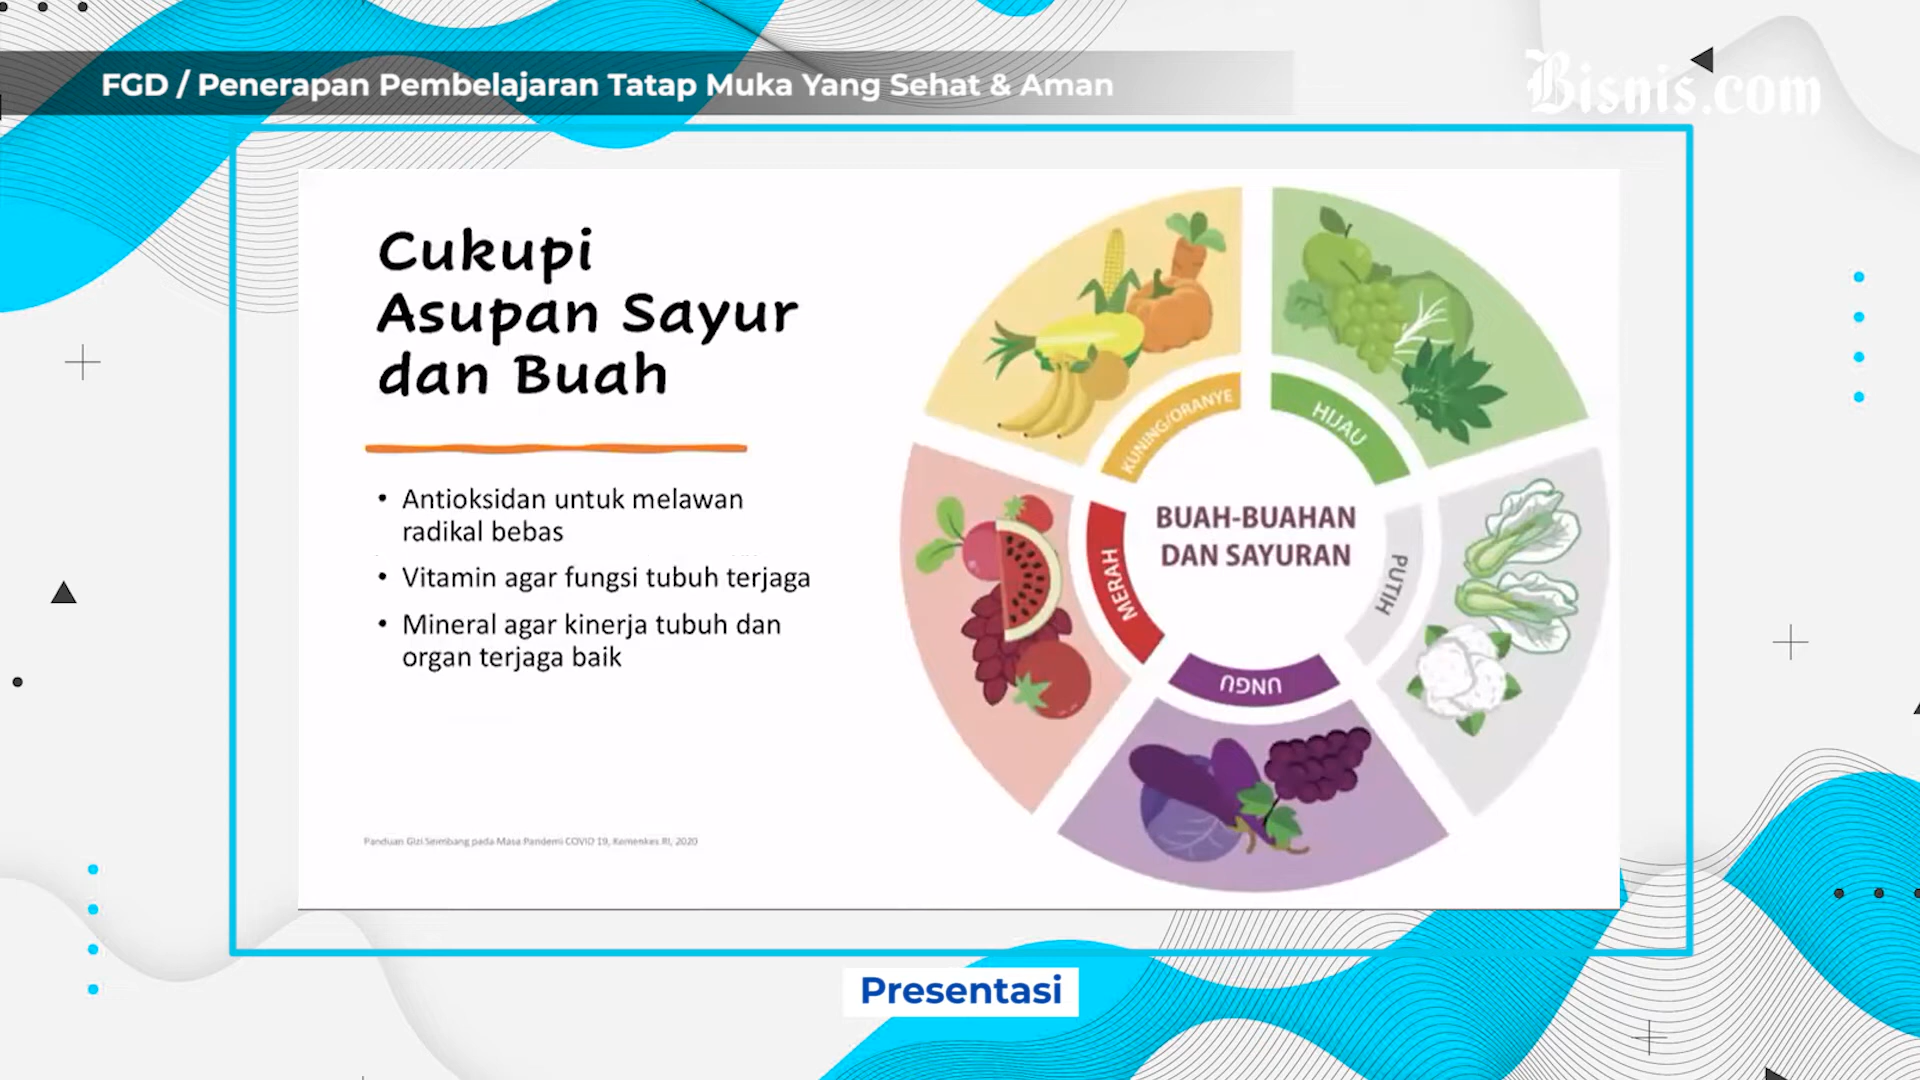 FGD / Penerapan Pembelajaran Tatap Muka Yang Sehat & Aman
Bisnis.com
Cukupi
Asupan Sayur
dan Buah
• Antioksidan untuk melawan
radikal bebas
• Vitamin agar fungsi tubuh terjaga
• Mineral agar kinerja tubuh dan
organ terjaga baik
Panduan Gizi Seimbang pada Masa Pandemi COVID 19, Kemenkes RI, 2020
KUNING/ORANYE
HIJAU
MERAH
BUAH-BUAHAN
DAN SAYURAN
PUTIH
UNGU
Presentasi